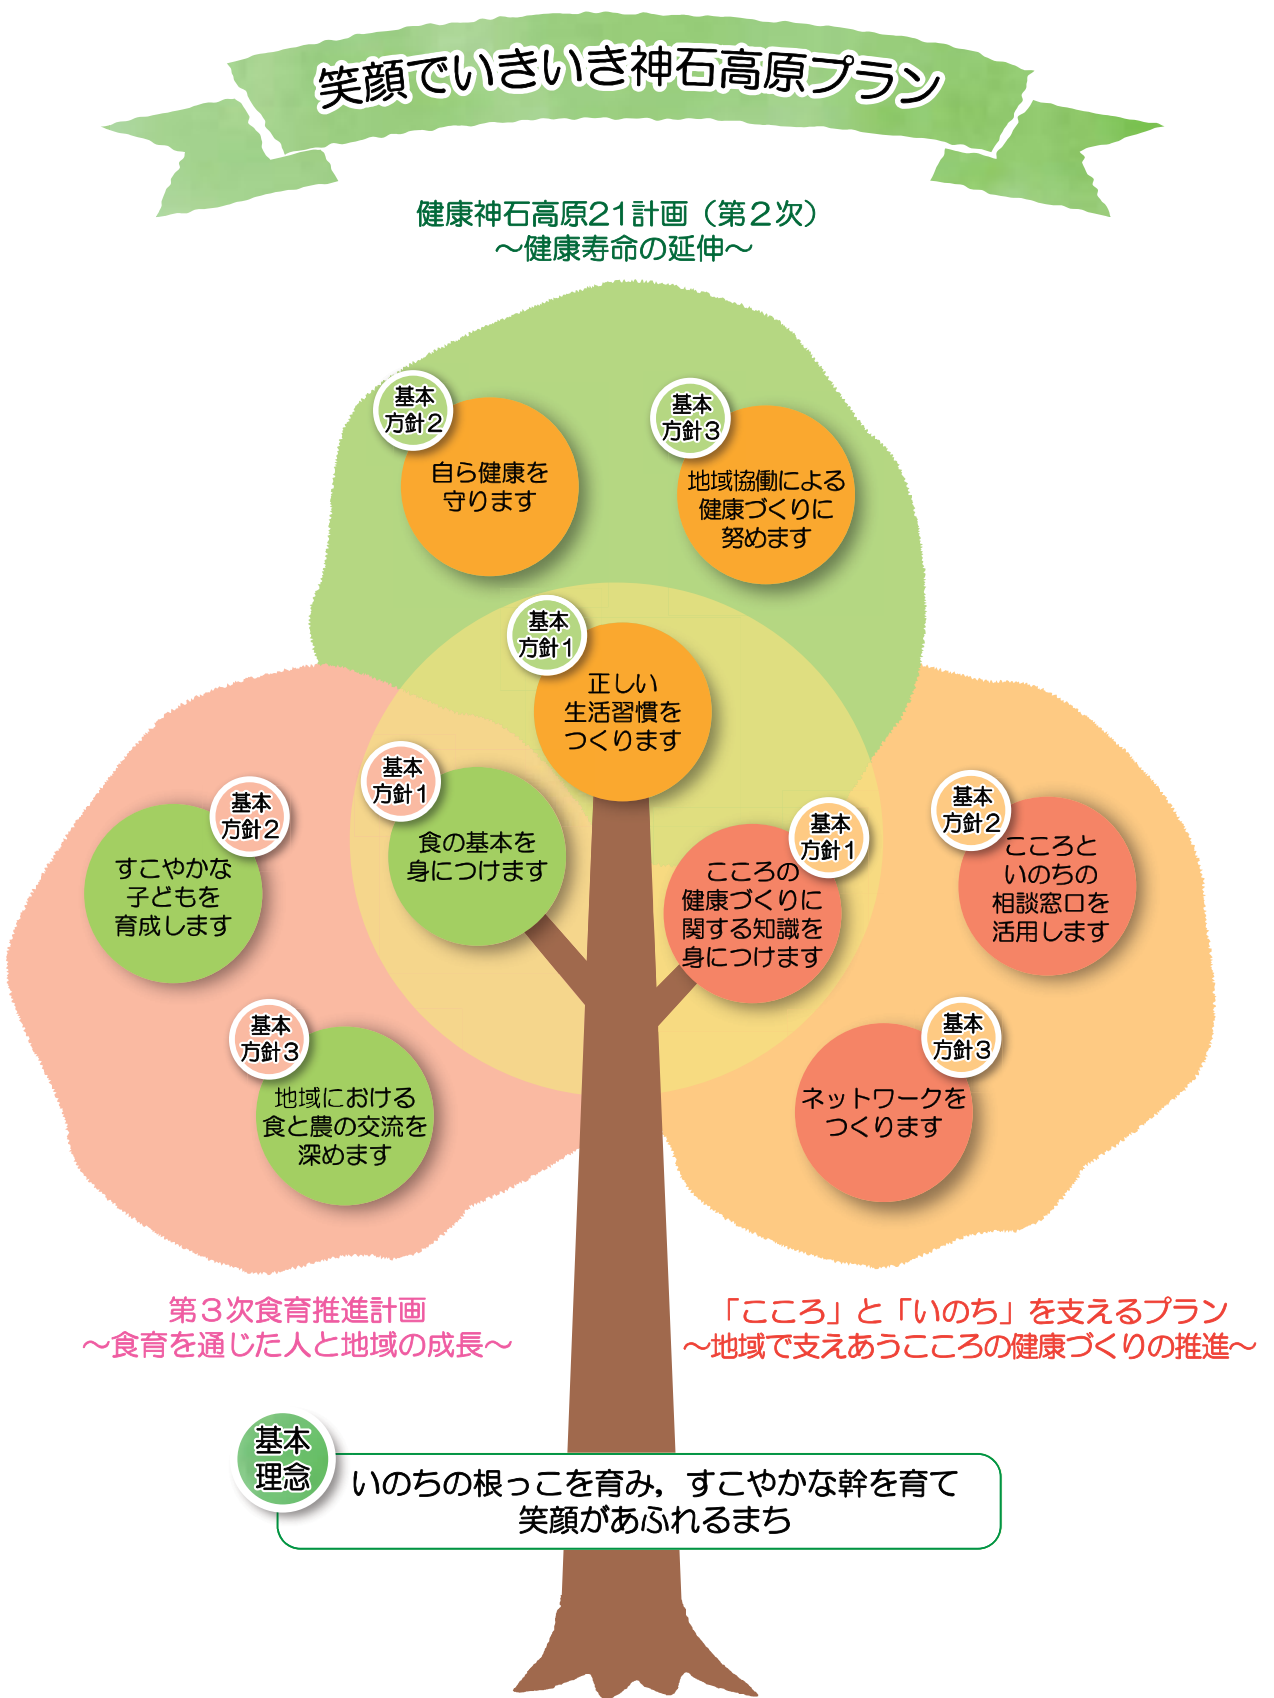 笑顔でいきいき神石高原プラン
健康神石高原21計画（第２次）
～健康寿命の延伸～
基本
方針２
自ら健康を
守ります
基本
方針３
地域協働による
健康づくりに
努めます
基本
方針１
正しい
生活習慣を
つくります
基本
方針１
食の基本を
身につけます
基本
方針２
すこやかな
子どもを
育成します
基本
方針３
地域における
食と農の交流を
深めます
基本
方針１
こころの
健康づくりに
関する知識を
身につけます
基本
方針２
こころと
いのちの
相談窓口を
活用します
基本
方針３
ネットワークを
つくります
第３次食育推進計画
～食育を通じた人と地域の成長～
「こころ」と「いのち」を支えるプラン
～地域で支えあうこころの健康づくりの推進～
基本
理念
いのちの根っこを育み，すこやかな幹を育て
笑顔があふれるまち